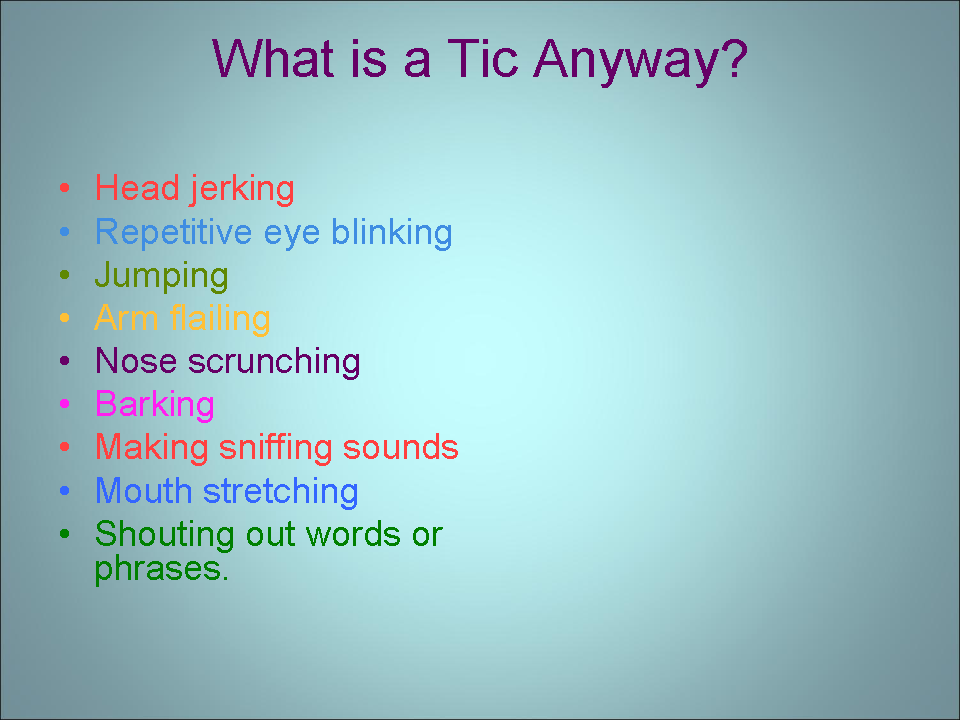 What is a Tic Anyway?
• Head jerking
• Repetitive eye blinking
• Jumping
• Arm flailing
• Nose scrunching
• Barking
• Making sniffing sounds
• Mouth stretching
• Shouting out words or
phrases.